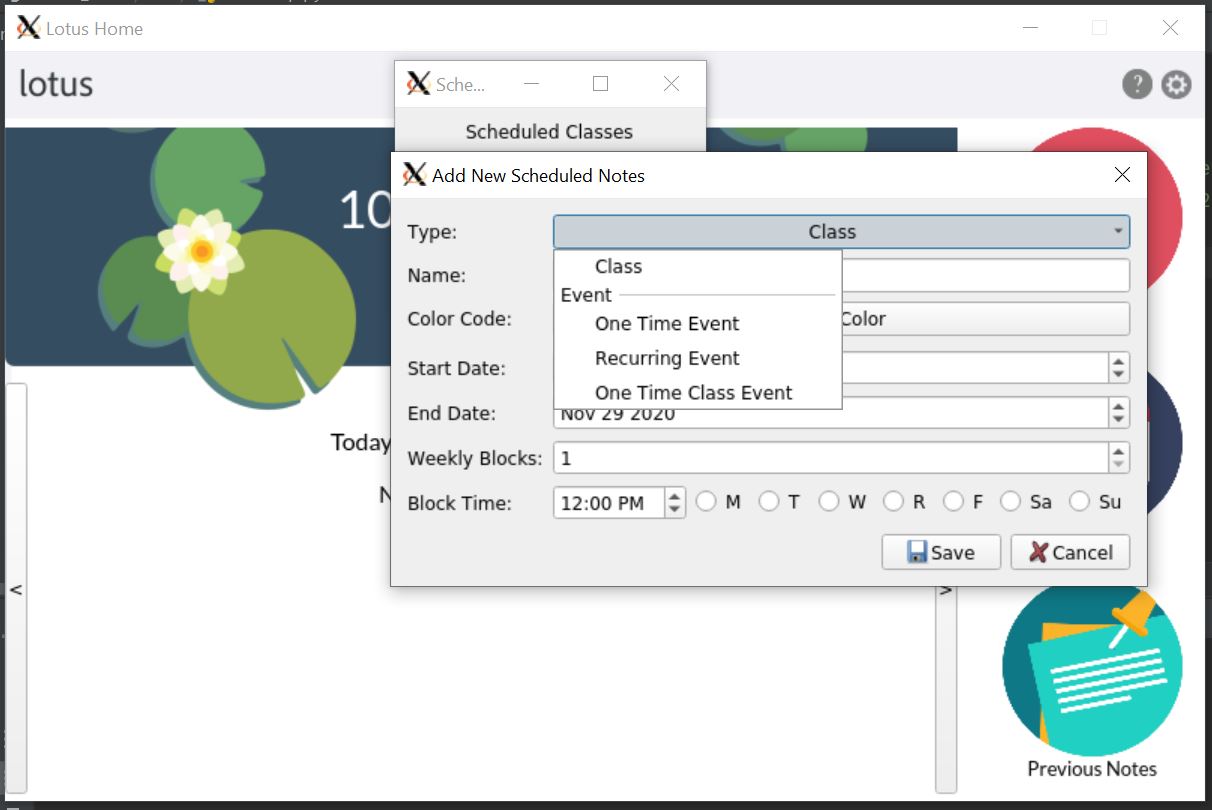 Lotus Home
lotus
?
Sche...
Scheduled Classes
10
Add New Scheduled Notes
Type: Class
Class
Name:
Event
Color Code: Color
One Time Event
Recurring Event
Start Date:
One Time Class Event
End Date: Nov 29 2020
Today
Weekly Blocks: 1
N
Block Time: 12:00 PM M T W R F Sa Su
Save Cancel
< >
Previous Notes